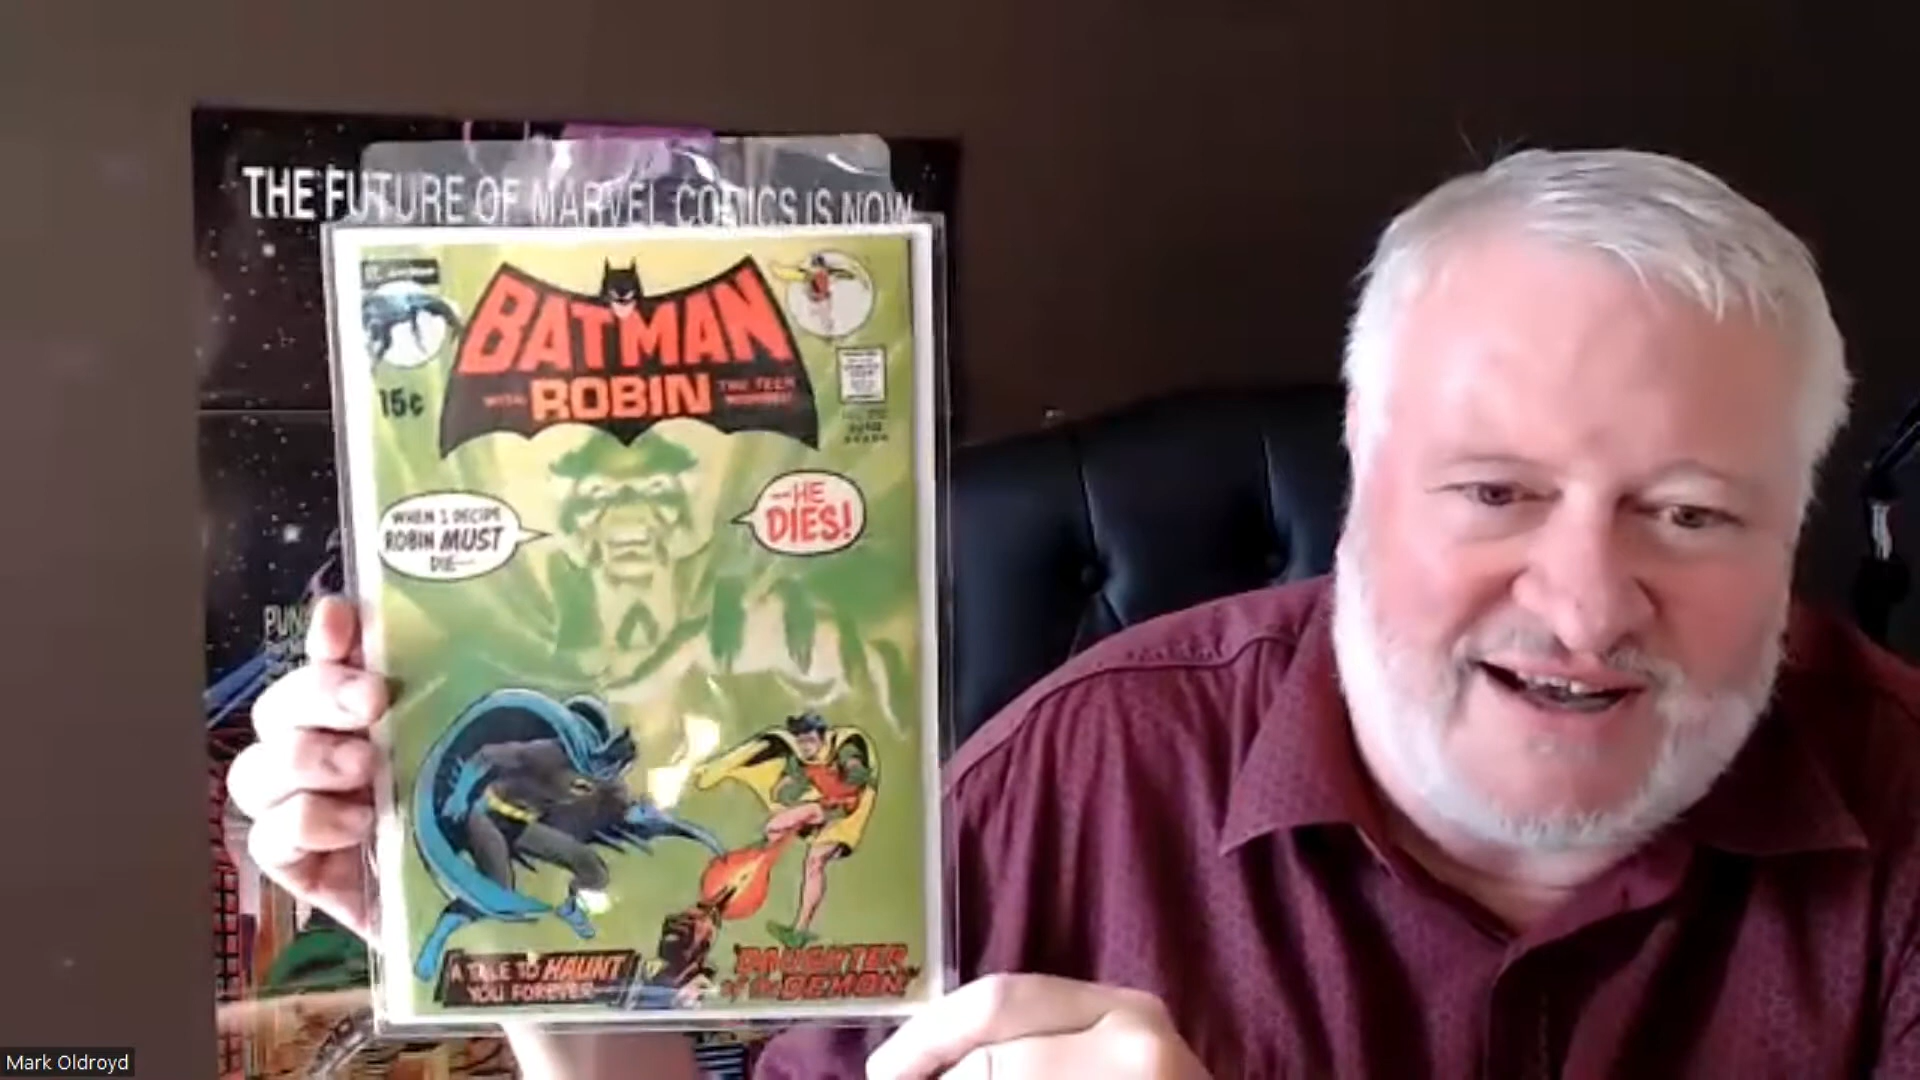 THE FUTURE OF MARVEL COMICS IS NOW
BATMAN
WITH ROBIN THE TEEN
15¢
WHEN I DECIDE
ROBIN MUST
DIE—
—HE
DIES!
PUN
A TALE TO HAUNT
YOU FOREVER—
"DAUGHTER
of the DEMON!"
Mark Oldroyd